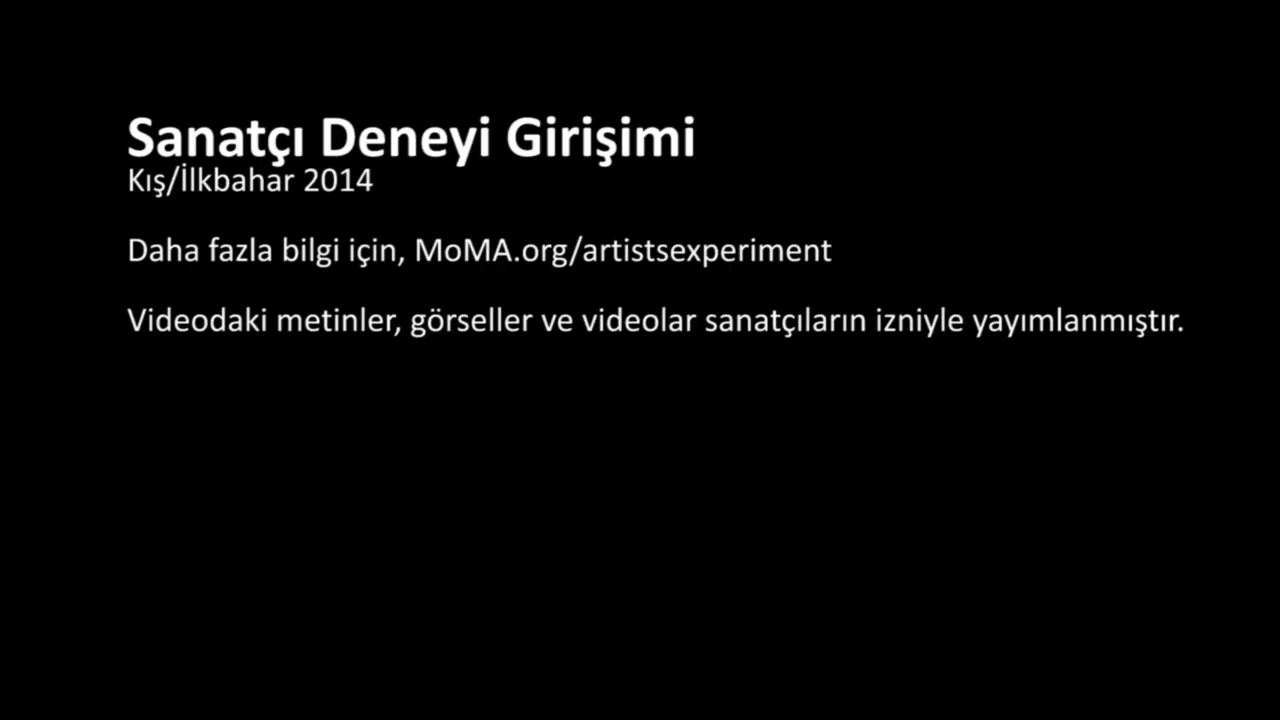 Sanatçı Deneyi Girişimi
Kış/İlkbahar 2014
Daha fazla bilgi için, MoMA.org/artistsexperiment
Videodaki metinler, görseller ve videolar sanatçıların izniyle yayımlanmıştır.